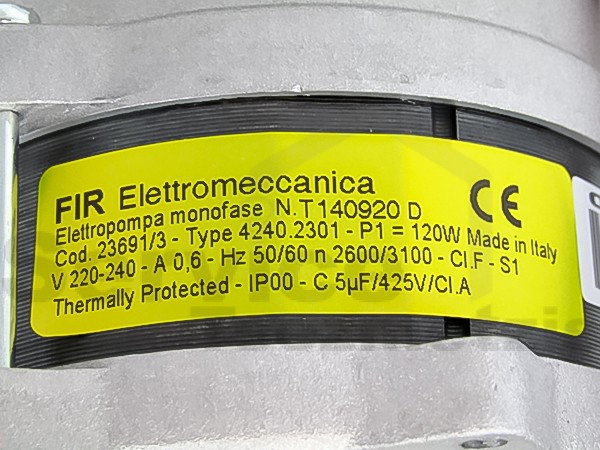 FIR Elettromeccanica
Elettropompa monofase N.T140920 D
Cod. 23691/3 - Type 4240.2301 - P1 = 120W Made in Italy
V 220-240 - A 0,6 - Hz 50/60 n 2600/3100 - Cl.F - S1
Thermally Protected - IP00 - C 5µF/425V/Cl.A
CE